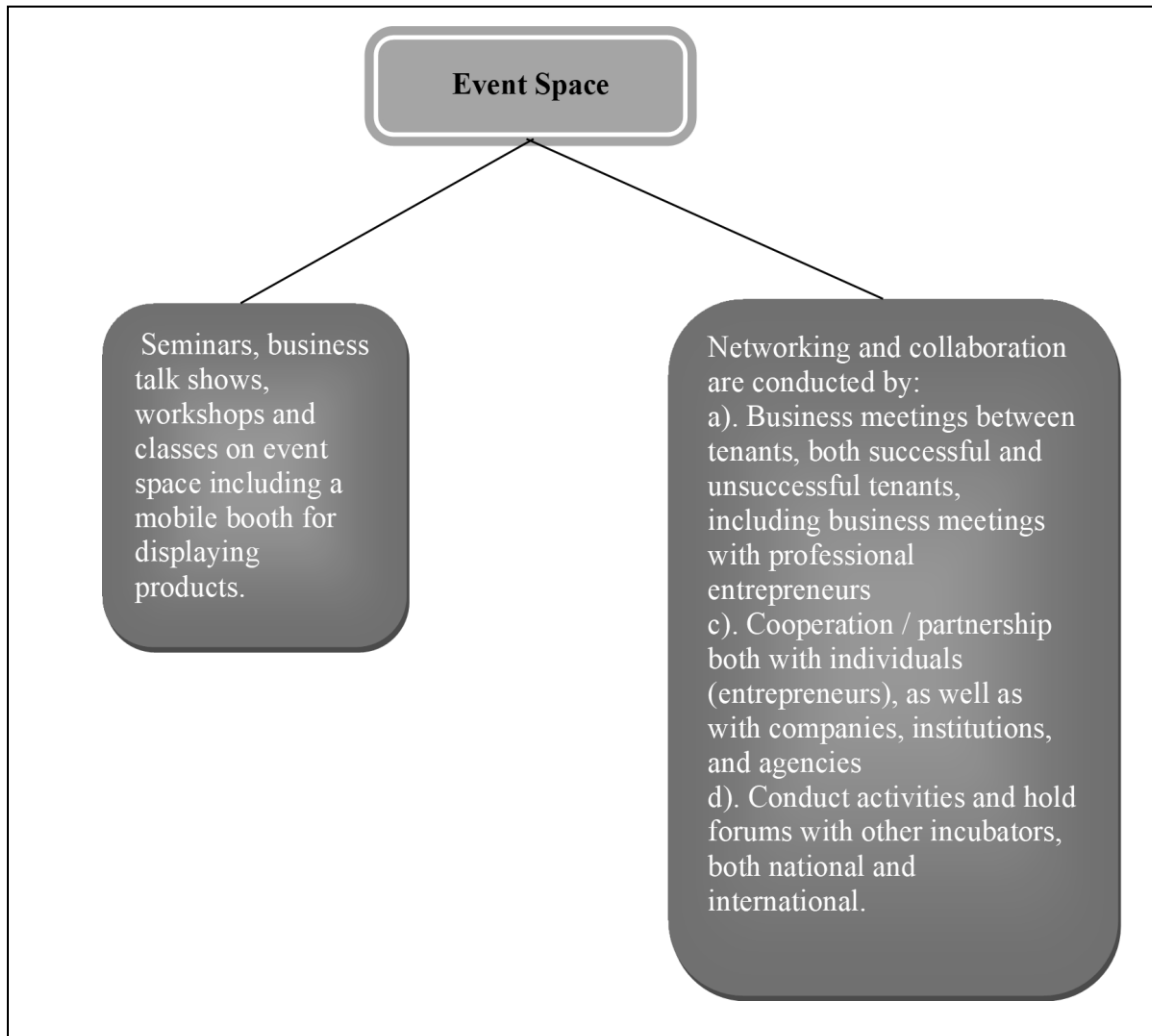 Event Space
Seminars, business
talk shows,
workshops and
classes on event
space including a
mobile booth for
displaying
products.
Networking and collaboration
are conducted by:
a). Business meetings between
tenants, both successful and
unsuccessful tenants,
including business meetings
with professional
entrepreneurs
c). Cooperation / partnership
both with individuals
(entrepreneurs), as well as
with companies, institutions,
and agencies
d). Conduct activities and hold
forums with other incubators,
both national and
international.